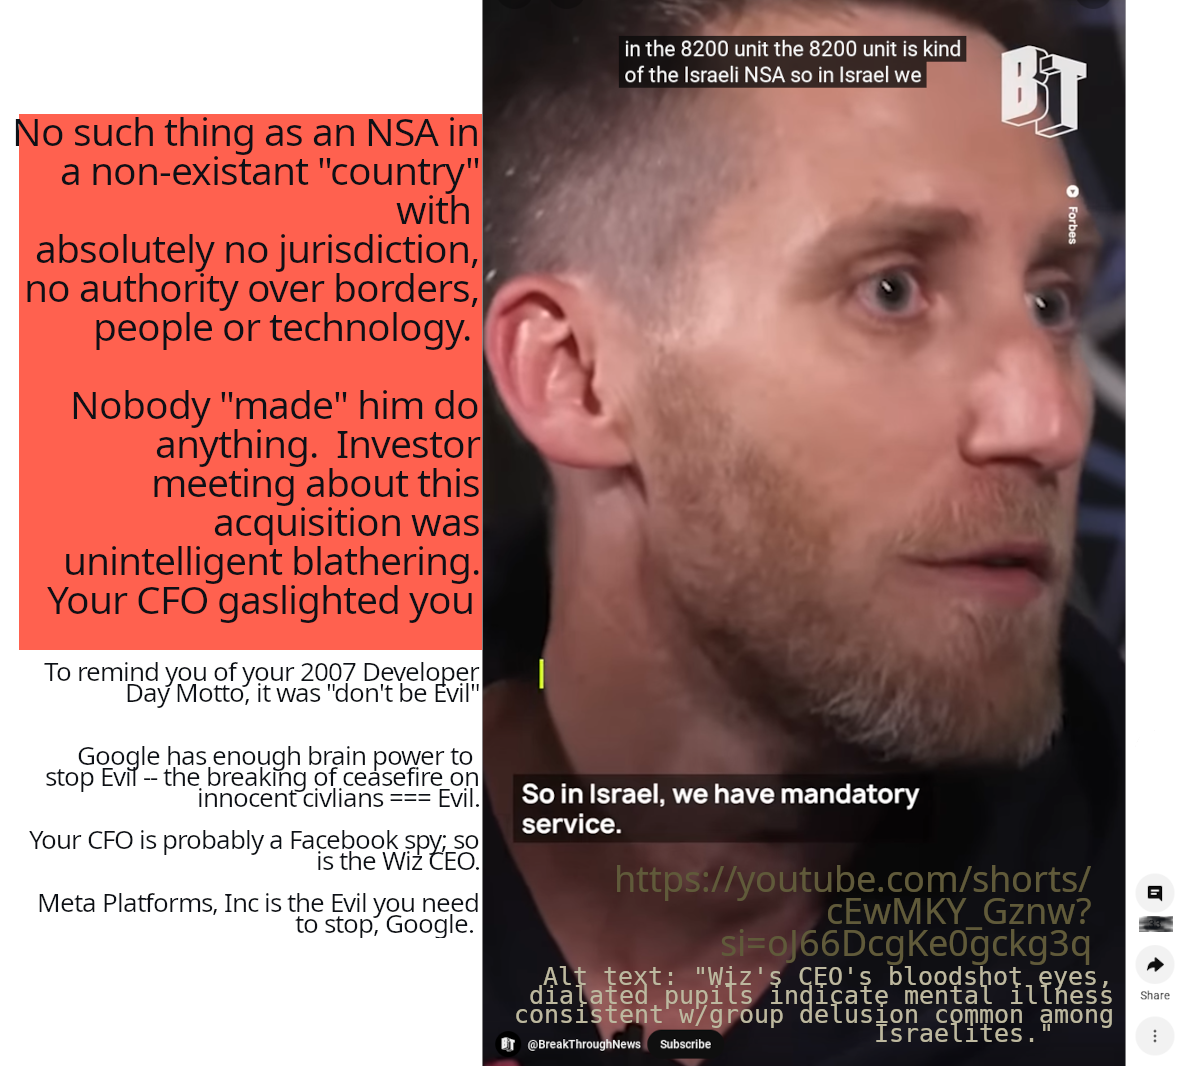 No such thing as an NSA in
a non-existant "country"
with
absolutely no jurisdiction,
no authority over borders,
people or technology.
Nobody "made" him do
anything.  Investor
meeting about this
acquisition was
unintelligent blathering.
Your CFO gaslighted you
To remind you of your 2007 Developer
Day Motto, it was "don't be Evil"
Google has enough brain power to
stop Evil -- the breaking of ceasefire on
innocent civlians === Evil.
Your CFO is probably a Facebook spy; so
is the Wiz CEO.
Meta Platforms, Inc is the Evil you need
to stop, Google.
in the 8200 unit the 8200 unit is kind
of the Israeli NSA so in Israel we
BT
Forbes
So in Israel, we have mandatory
service.
https://youtube.com/shorts/
cEwMKY_Gznw?
si=oJ66DcgKe0gckg3q
Alt text: "Wiz's CEO's bloodshot eyes,
dialated pupils indicate mental illness
consistent w/group delusion common among
Israelites."
@BreakThroughNews
Subscribe
Share